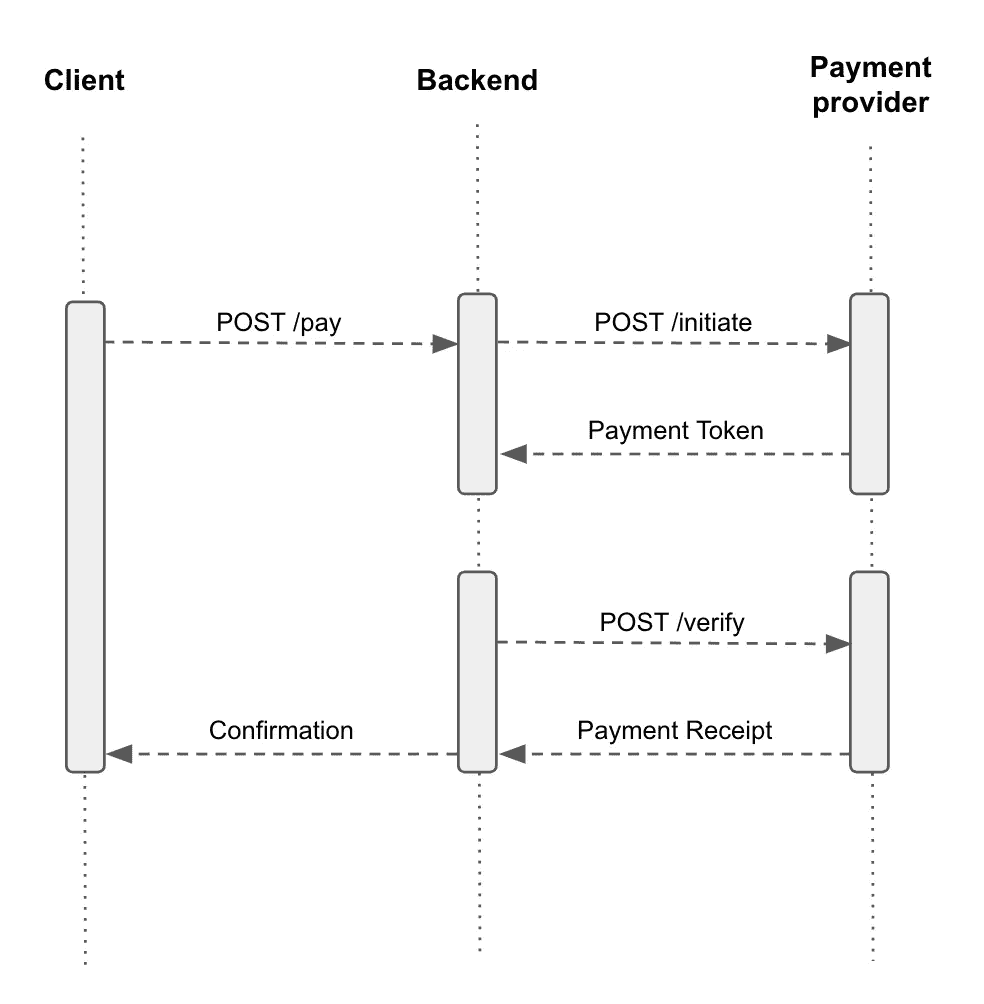 Client
Backend
Payment
provider
POST /pay
POST /initiate
Payment Token
POST /verify
Confirmation
Payment Receipt